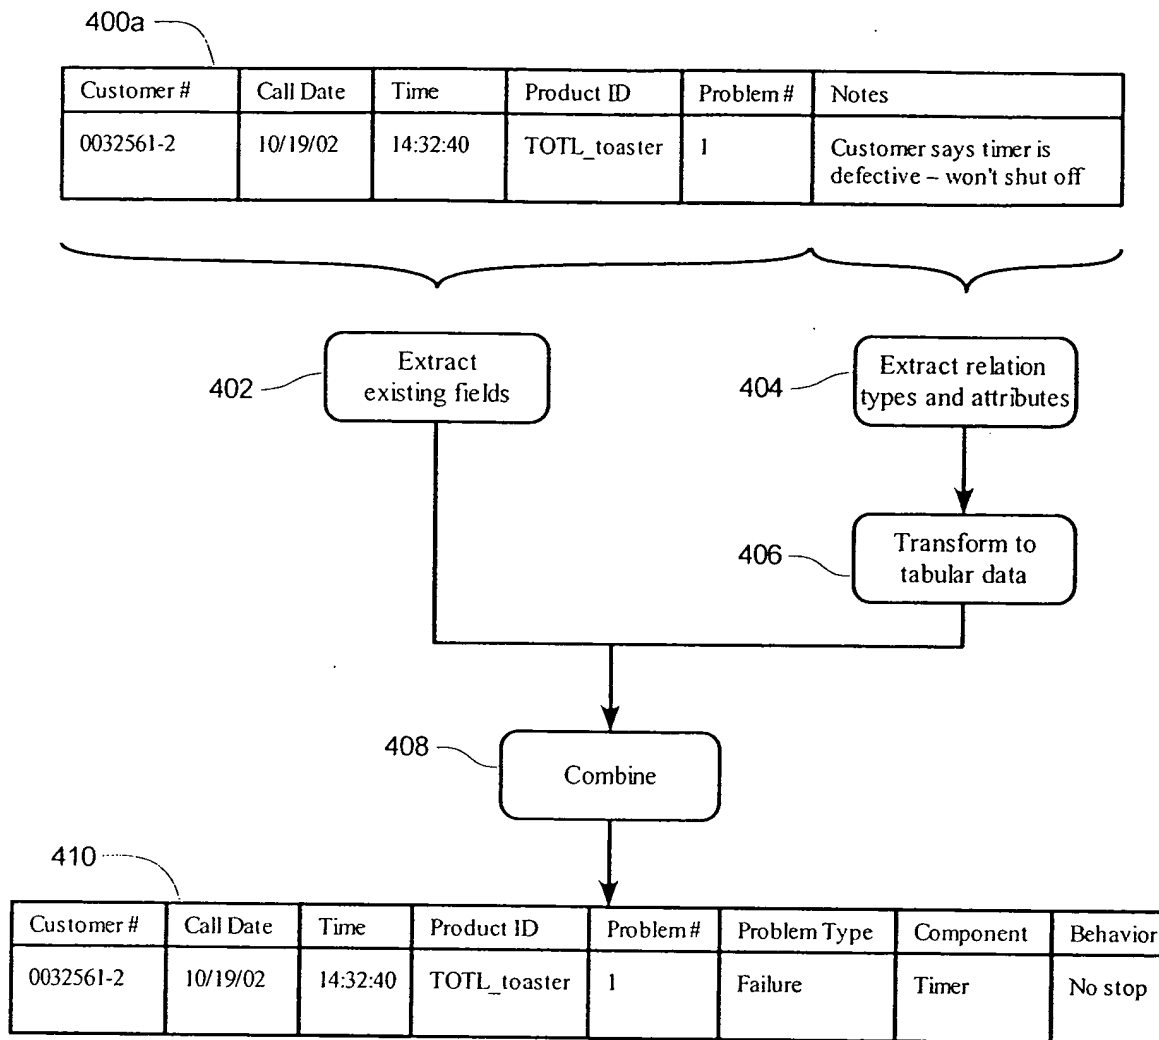 400a
Customer # Call Date Time Product ID Problem # Notes
0032561-2 10/19/02 14:32:40 TOTL_toaster 1 Customer says timer is
defective – won't shut off
402
Extract
existing fields
404
Extract relation
types and attributes
406
Transform to
tabular data
408
Combine
410
Customer # Call Date Time Product ID Problem # Problem Type Component Behavior
0032561-2 10/19/02 14:32:40 TOTL_toaster 1 Failure Timer No stop